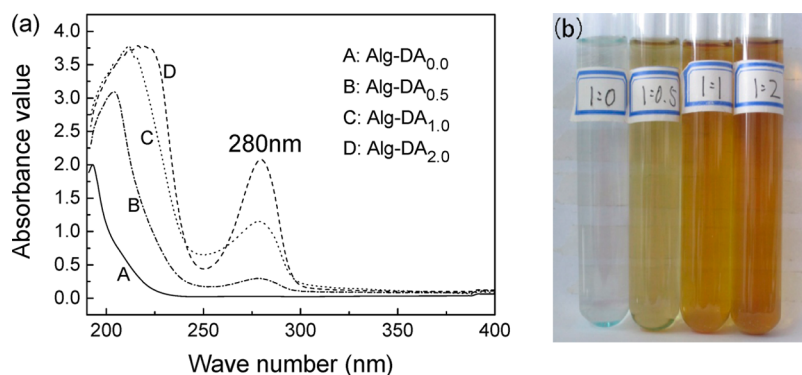 (a)
Absorbance value
4.0
3.5
3.0
2.5
2.0
1.5
1.0
0.5
0.0
A
B
C
D
280nm
A: Alg-DA0.0
B: Alg-DA0.5
C: Alg-DA1.0
D: Alg-DA2.0
200 250 300 350 400
Wave number (nm)
(b)
1:0 1:0.5 1:1 1:2